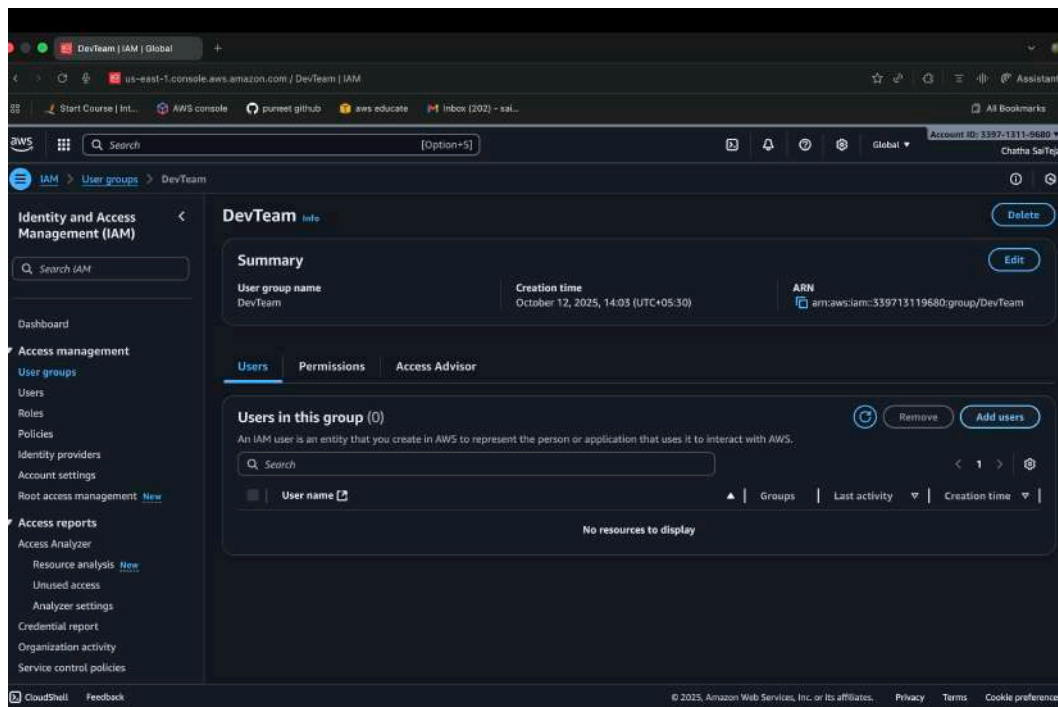 DevTeam | IAM | Global
us-east-1.console.aws.amazon.com / DevTeam | IAM
Assistant
Start Course | Int...
AWS console
puneet github
aws educate
Inbox (202) - sai...
All Bookmarks
aws
Search
[Option+S]
Global
Account ID: 3397-1311-9680
Chatha SaiTeja
IAM > User groups > DevTeam
Identity and Access Management (IAM)
Search IAM
Dashboard
Access management
User groups
Users
Roles
Policies
Identity providers
Account settings
Root access management New
Access reports
Access Analyzer
Resource analysis New
Unused access
Analyzer settings
Credential report
Organization activity
Service control policies
DevTeam Info
Delete
Summary
Edit
User group name
DevTeam
Creation time
October 12, 2025, 14:03 (UTC+05:30)
ARN
arn:aws:iam::339713119680:group/DevTeam
Users Permissions Access Advisor
Users in this group (0)
Remove
Add users
An IAM user is an entity that you create in AWS to represent the person or application that uses it to interact with AWS.
Search
1
User name
Groups
Last activity
Creation time
No resources to display
CloudShell Feedback
© 2025, Amazon Web Services, Inc. or its affiliates. Privacy Terms Cookie preference